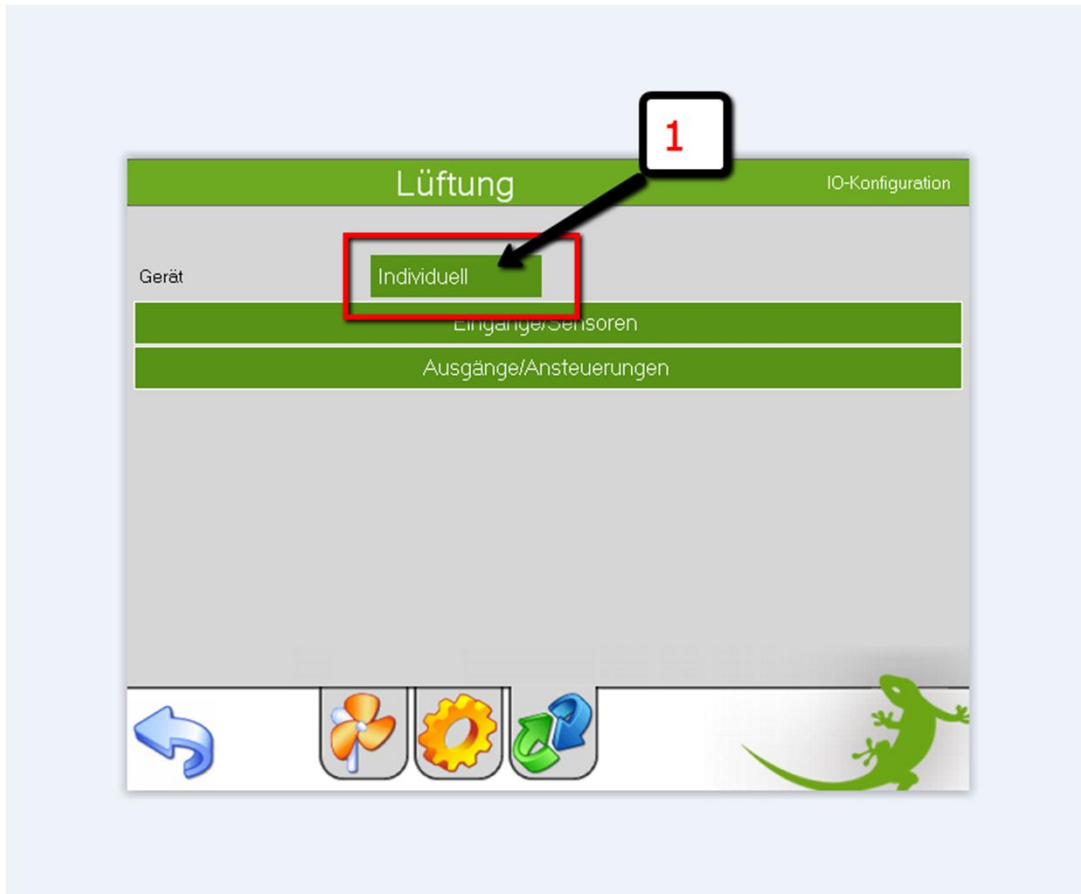 1
Lüftung
IO-Konfiguration
Gerät
Individuell
Eingänge/Sensoren
Ausgänge/Ansteuerungen